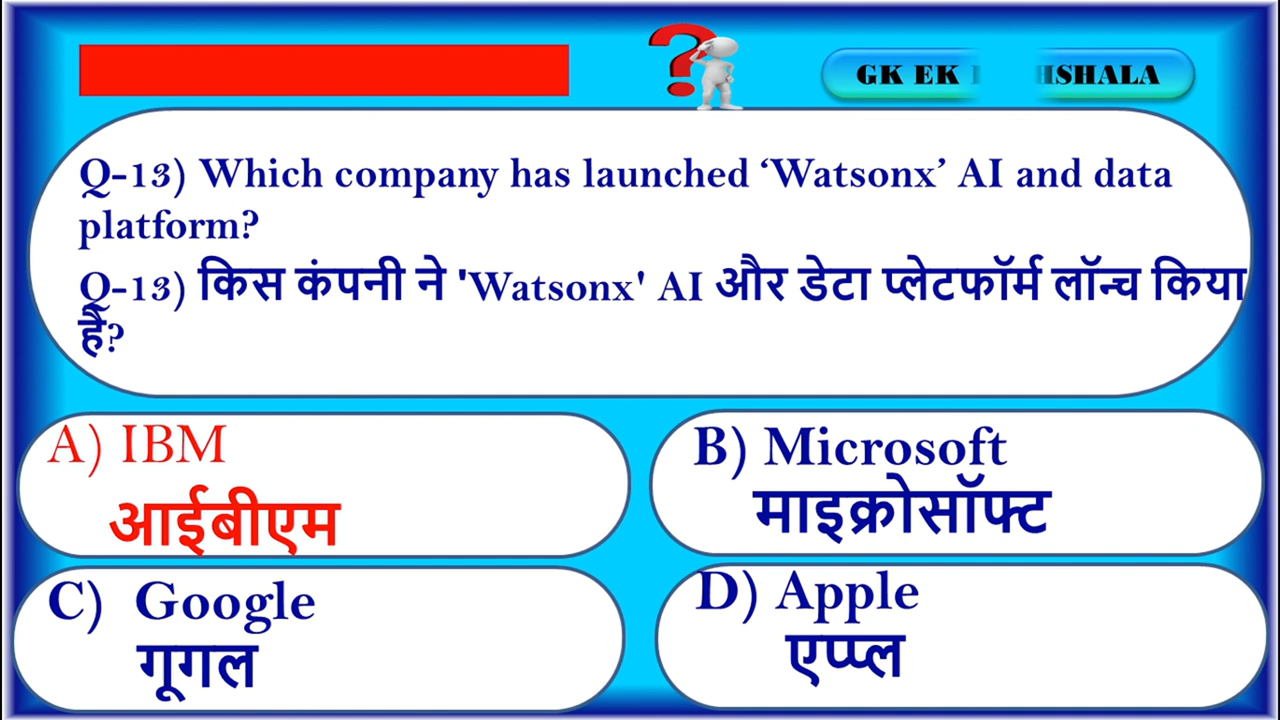 GK EK HSHALA
Q-13) Which company has launched ‘Watsonx’ AI and data
platform?
Q-13) किस कंपनी ने 'Watsonx' AI और डेटा प्लेटफॉर्म लॉन्च किया
है?
A) IBM
आईबीएम
B) Microsoft
माइक्रोसॉफ्ट
C) Google
गूगल
D) Apple
एप्पल